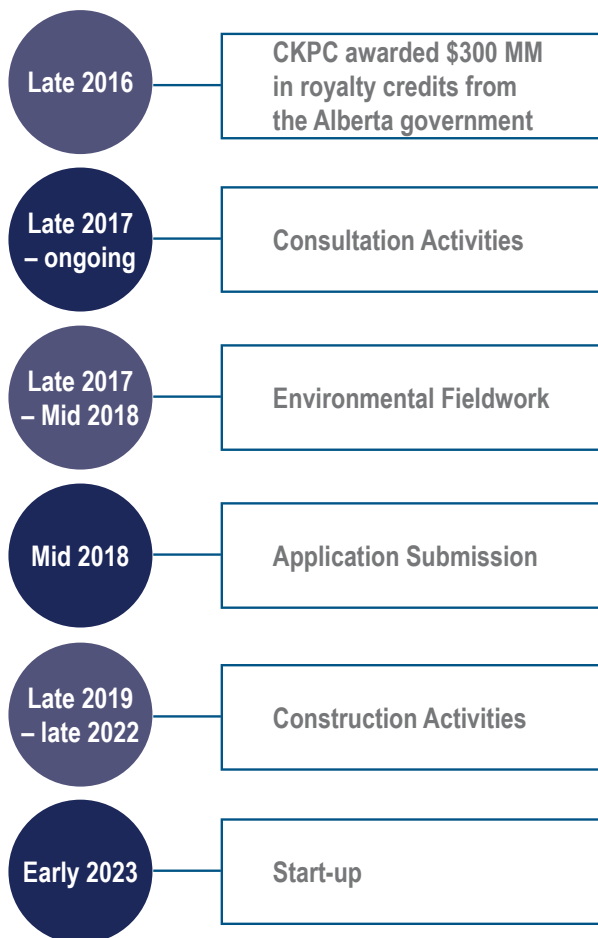 Late 2016
CKPC awarded $300 MM
in royalty credits from
the Alberta government
Late 2017
– ongoing
Consultation Activities
Late 2017
– Mid 2018
Environmental Fieldwork
Mid 2018
Application Submission
Late 2019
– late 2022
Construction Activities
Early 2023
Start-up